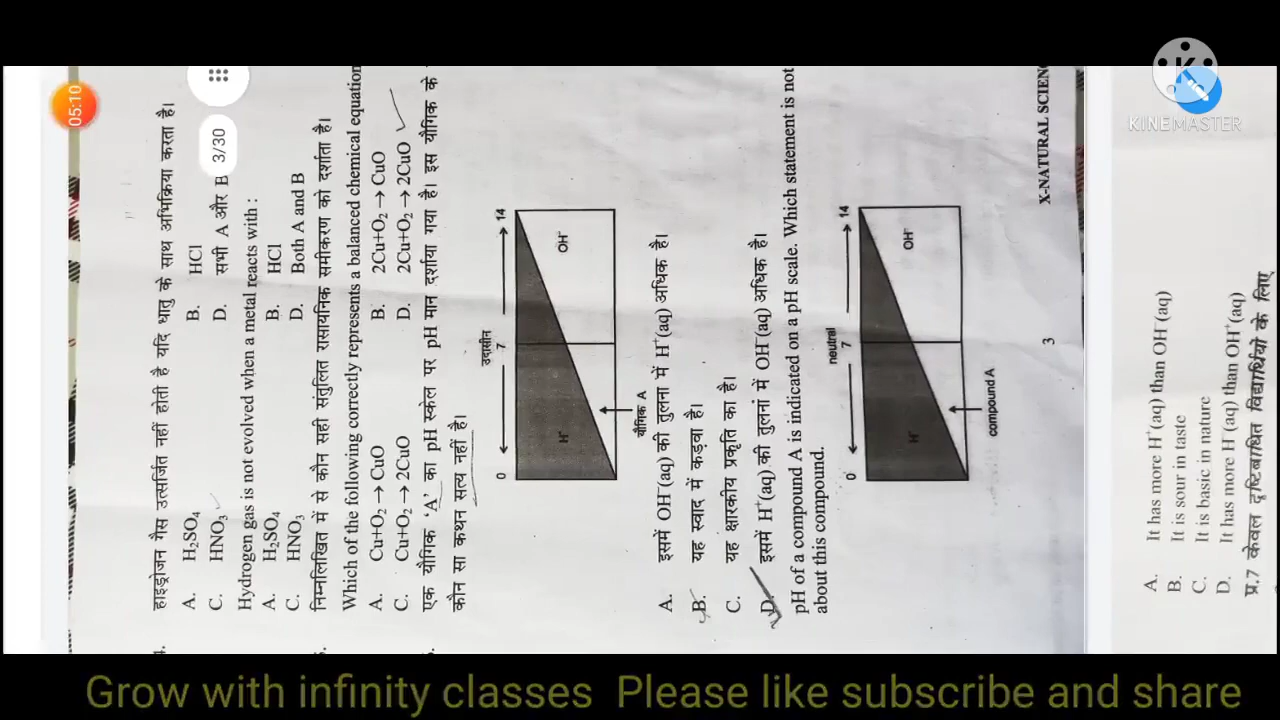 05:10
3/30
KINEMASTER
4.
हाइड्रोजन गैस उत्सर्जित नहीं होती है यदि धातु के साथ अभिक्रिया करता है।
A. H₂SO₄ B. HCl
C. HNO₃ D. सभी A और B
Hydrogen gas is not evolved when a metal reacts with :
A. H₂SO₄ B. HCl
C. HNO₃ D. Both A and B
निम्नलिखित में से कौन सही संतुलित रासायनिक समीकरण को दर्शाता है।
Which of the following correctly represents a balanced chemical equation
A. Cu+O₂→CuO B. 2Cu+O₂→CuO
C. Cu+O₂→2CuO D. 2Cu+O₂→2CuO
एक यौगिक ‘A’ का pH स्केल पर pH मान दर्शाया गया है। इस यौगिक के
कौन सा कथन सत्य नहीं है।
उदासीन
0 7 14
H⁺ OH⁻
यौगिक A
A. इसमें OH⁻(aq) की तुलना में H⁺(aq) अधिक है।
B. यह स्वाद में कड़वा है।
C. यह क्षारकीय प्रकृति का है।
D. इसमें H⁺(aq) की तुलनां में OH⁻(aq) अधिक है।
pH of a compound A is indicated on a pH scale. Which statement is not
about this compound.
neutral
0 7 14
H⁺ OH⁻
compound A
3 X-NATURAL SCIENC
A. It has more H⁺(aq) than OH⁻(aq)
B. It is sour in taste
C. It is basic in nature
D. It has more H (aq) than OH⁺(aq)
प्र.7 केवल दृष्टिबाधित विद्यार्थियों के लिए
Grow with infinity classes Please like subscribe and share